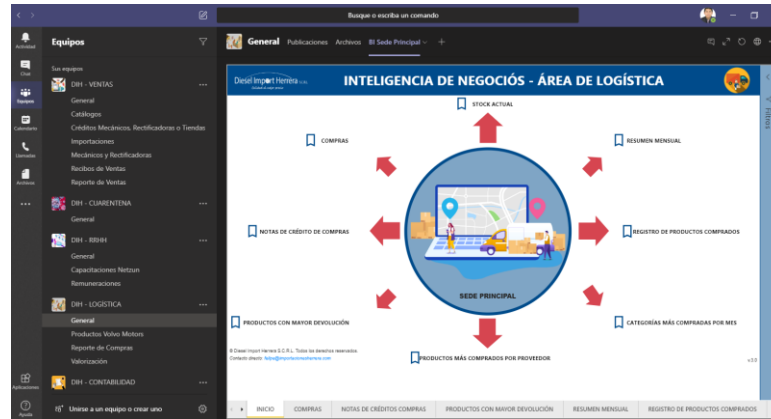 Busque o escriba un comando
Actividad
Chat
Equipos
Calendario
Llamadas
Archivos
Aplicaciones
Ayuda
Equipos
Sus equipos
DIH - VENTAS
General
Catálogos
Créditos Mecánicos, Rectificadoras o Tiendas
Importaciones
Mecánicos y Rectificadoras
Recibos de Ventas
Reporte de Ventas
DIH - CUARENTENA
General
DIH - RRHH
General
Capacitaciones Netzun
Remuneraciones
DIH - LOGÍSTICA
General
Productos Volvo Motors
Reporte de Compras
Valorización
DIH - CONTABILIDAD
Unirse a un equipo o crear uno
General Publicaciones Archivos BI Sede Principal
Diesel Import Herrera S.C.R.L.
INTELIGENCIA DE NEGOCIÓS - ÁREA DE LOGÍSTICA
Filtros
STOCK ACTUAL
COMPRAS
RESUMEN MENSUAL
NOTAS DE CRÉDITO DE COMPRAS
REGISTRO DE PRODUCTOS COMPRADOS
SEDE PRINCIPAL
PRODUCTOS CON MAYOR DEVOLUCIÓN
CATEGORÍAS MÁS COMPRADAS POR MES
PRODUCTOS MÁS COMPRADOS POR PROVEEDOR
© Diesel Import Herrera S.C.R.L. Todos los derechos reservados.
Contacto directo:
v3.0
INICIO COMPRAS NOTAS DE CRÉDITOS COMPRAS PRODUCTOS CON MAYOR DEVOLUCIÓN RESUMEN MENSUAL REGISTRO DE PRODUCTOS COMPRADOS